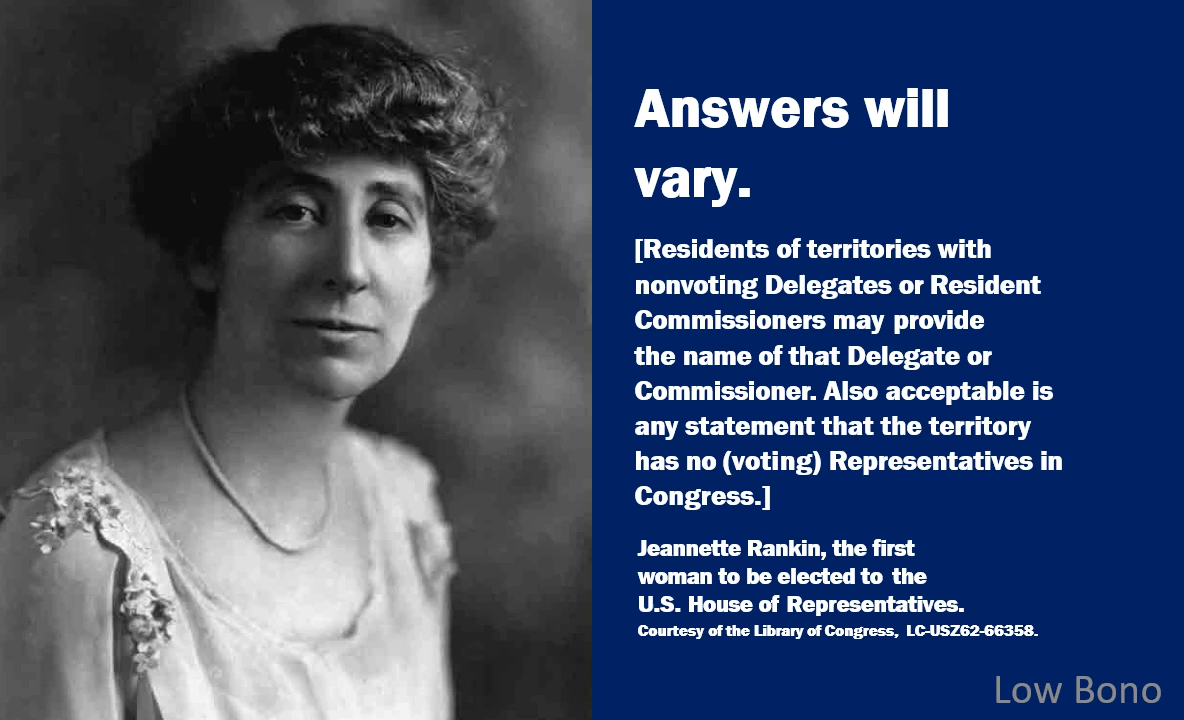 Answers will
vary.
[Residents of territories with
nonvoting Delegates or Resident
Commissioners may provide
the name of that Delegate or
Commissioner. Also acceptable is
any statement that the territory
has no (voting) Representatives in
Congress.]
Jeannette Rankin, the first
woman to be elected to the
U.S. House of Representatives.
Courtesy of the Library of Congress, LC-USZ62-66358.
Low Bono